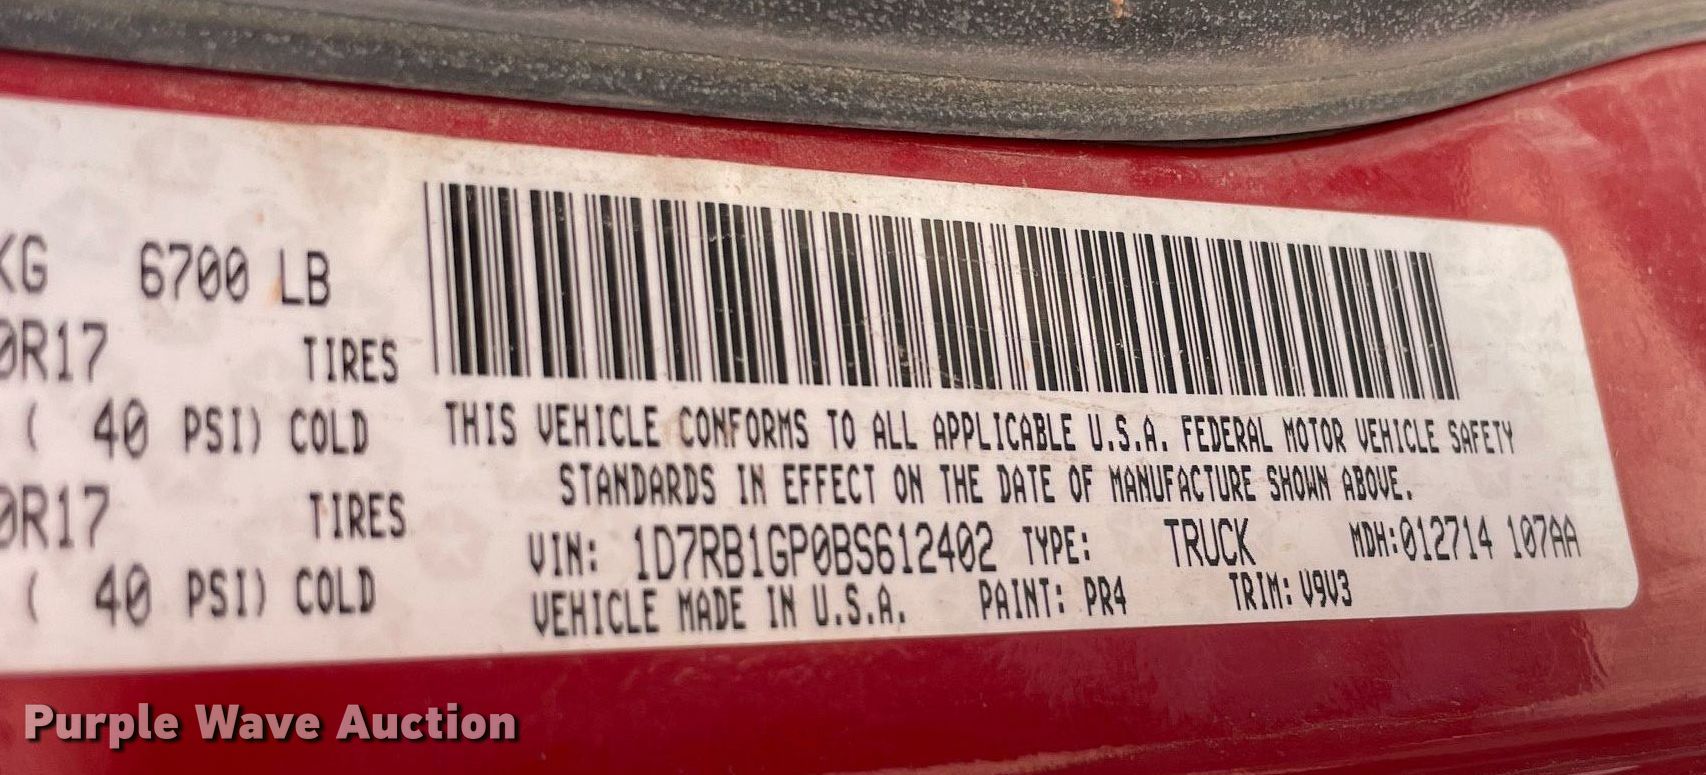 KG 6700 LB
0R17 TIRES
( 40 PSI) COLD
0R17 TIRES
( 40 PSI) COLD
THIS VEHICLE CONFORMS TO ALL APPLICABLE U.S.A. FEDERAL MOTOR VEHICLE SAFETY
STANDARDS IN EFFECT ON THE DATE OF MANUFACTURE SHOWN ABOVE.
VIN: 1D7RB1GP0BS612402 TYPE: TRUCK MDH:012714 107AA
VEHICLE MADE IN U.S.A. PAINT: PR4 TRIM: V9V3
Purple Wave Auction